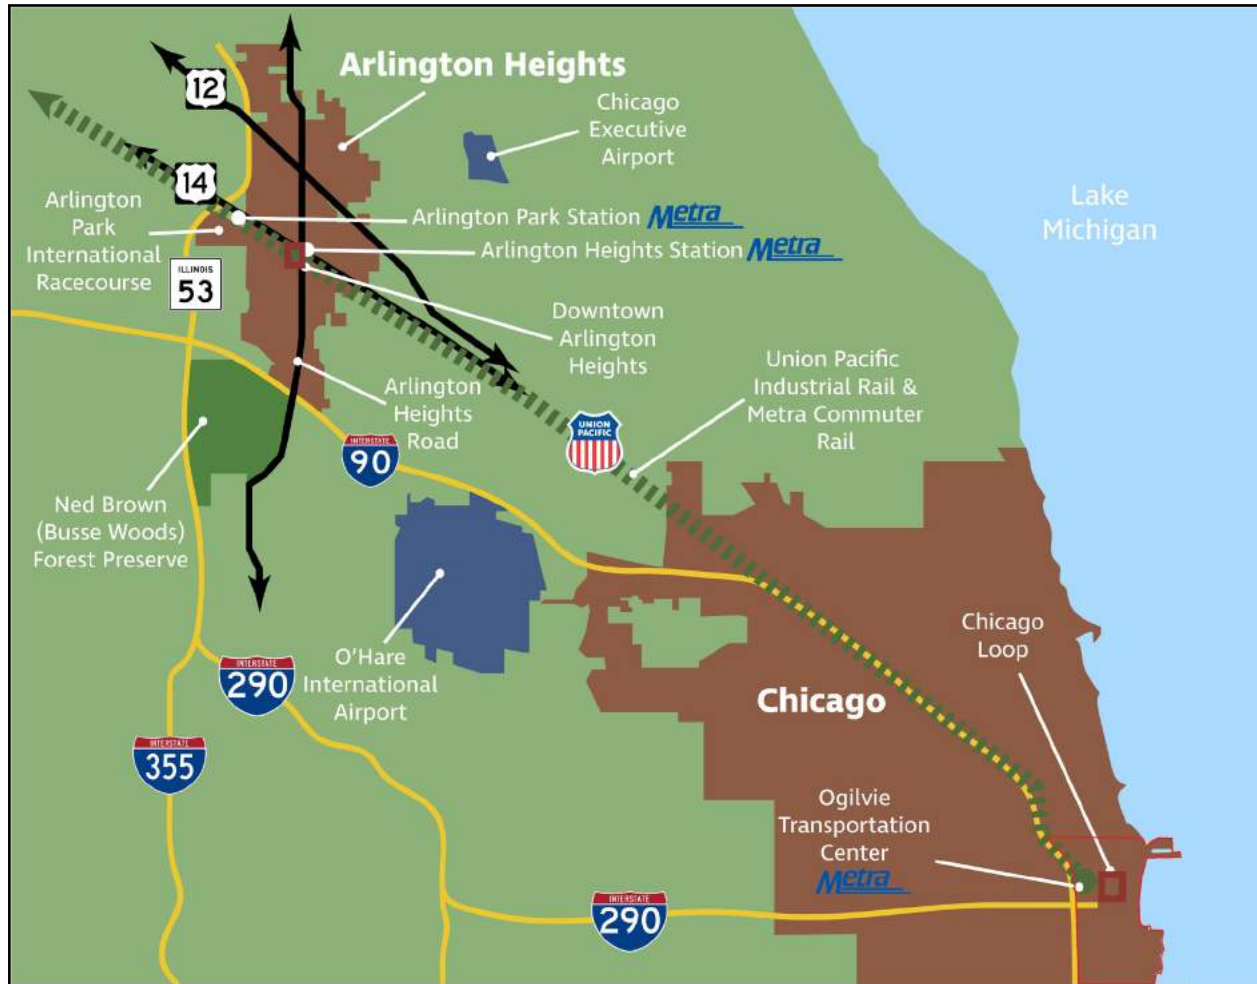 Arlington Heights
12
Chicago
Executive
Airport
14
Arlington
Park
International
Racecourse
Arlington Park Station Metra
Arlington Heights Station Metra
Lake
Michigan
ILLINOIS
53
Downtown
Arlington
Heights
Union Pacific
Industrial Rail &
Metra Commuter
Rail
Arlington
Heights
Road
UNION
PACIFIC
INTERSTATE
90
Ned Brown
(Busse Woods)
Forest Preserve
O'Hare
International
Airport
Chicago
Loop
INTERSTATE
290
Chicago
INTERSTATE
355
Ogilvie
Transportation
Center
Metra
INTERSTATE
290